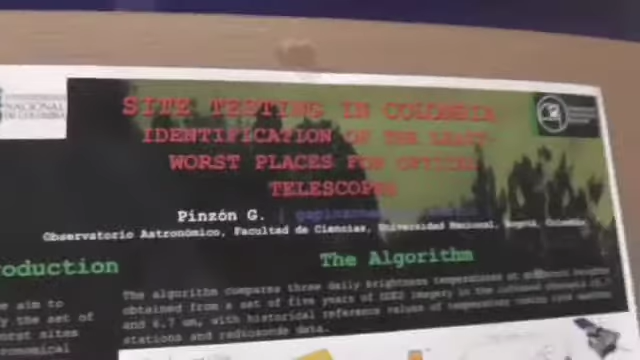 NACIONAL
DE COLOMBIA
SITE TESTING IN COLOMBIA
IDENTIFICATION OF THE LEAST-
WORST PLACES FOR OPTICAL
TELESCOPES
Pinzón G. |
Observatorio Astronómico, Facultad de Ciencias, Universidad Nacional, Bogotá, Colombia
oduction
The Algorithm
e aim to
y the set of
orst sites
onomical
The algorithm compares three daily brightness temperatures at
obtained from a set of five years of GOES imagery in the infrared channels
and 6.7 um, with historical reference values of temperature
stations and radiosonde data.